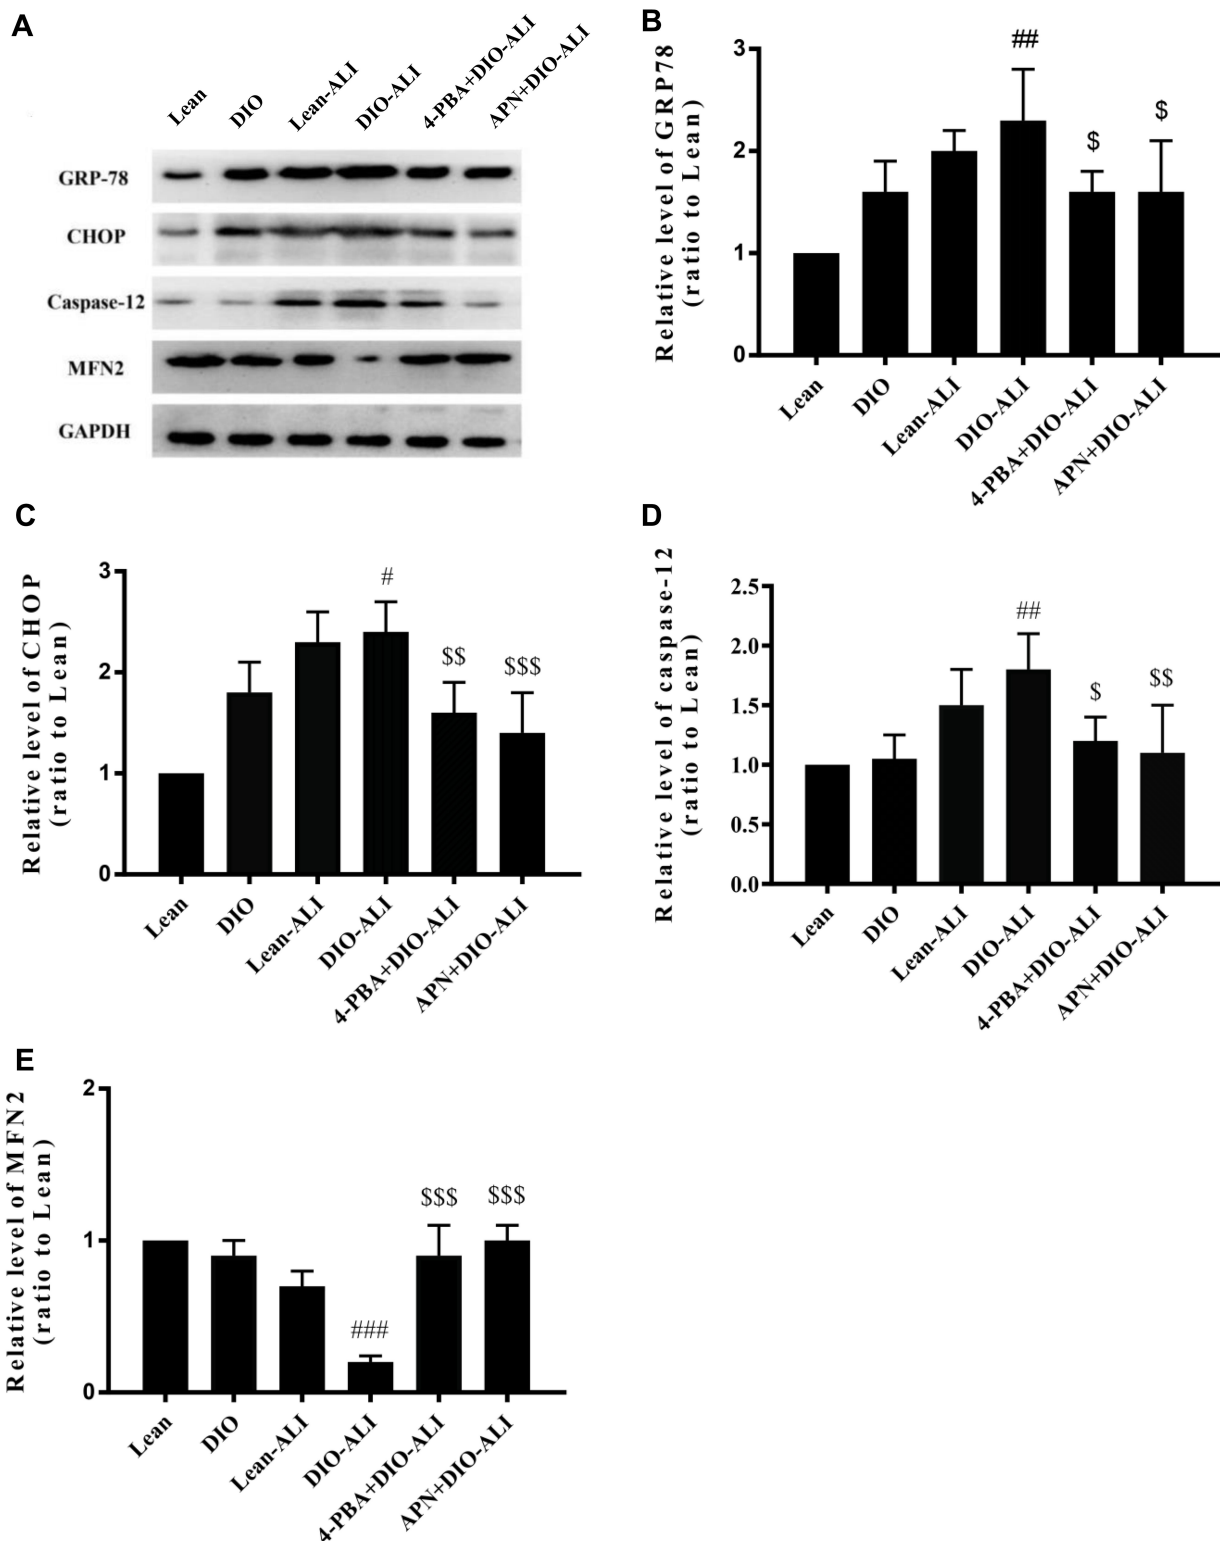 A
Lean
DIO
Lean-ALI
DIO-ALI
4-PBA+DIO-ALI
APN+DIO-ALI
GRP-78
CHOP
Caspase-12
MFN2
GAPDH
B
Relative level of GRP78
(ratio to Lean)
3
2
1
0
##
$
$
Lean
DIO
Lean-ALI
DIO-ALI
4-PBA+DIO-ALI
APN+DIO-ALI
C
Relative level of CHOP
(ratio to Lean)
3
2
1
0
#
$$
$$$
Lean
DIO
Lean-ALI
DIO-ALI
4-PBA+DIO-ALI
APN+DIO-ALI
D
Relative level of caspase-12
(ratio to Lean)
2.5
2.0
1.5
1.0
0.5
0.0
##
$
$$
Lean
DIO
Lean-ALI
DIO-ALI
4-PBA+DIO-ALI
APN+DIO-ALI
E
Relative level of MFN2
(ratio to Lean)
2
1
0
###
$$$
$$$
Lean
DIO
Lean-ALI
DIO-ALI
4-PBA+DIO-ALI
APN+DIO-ALI